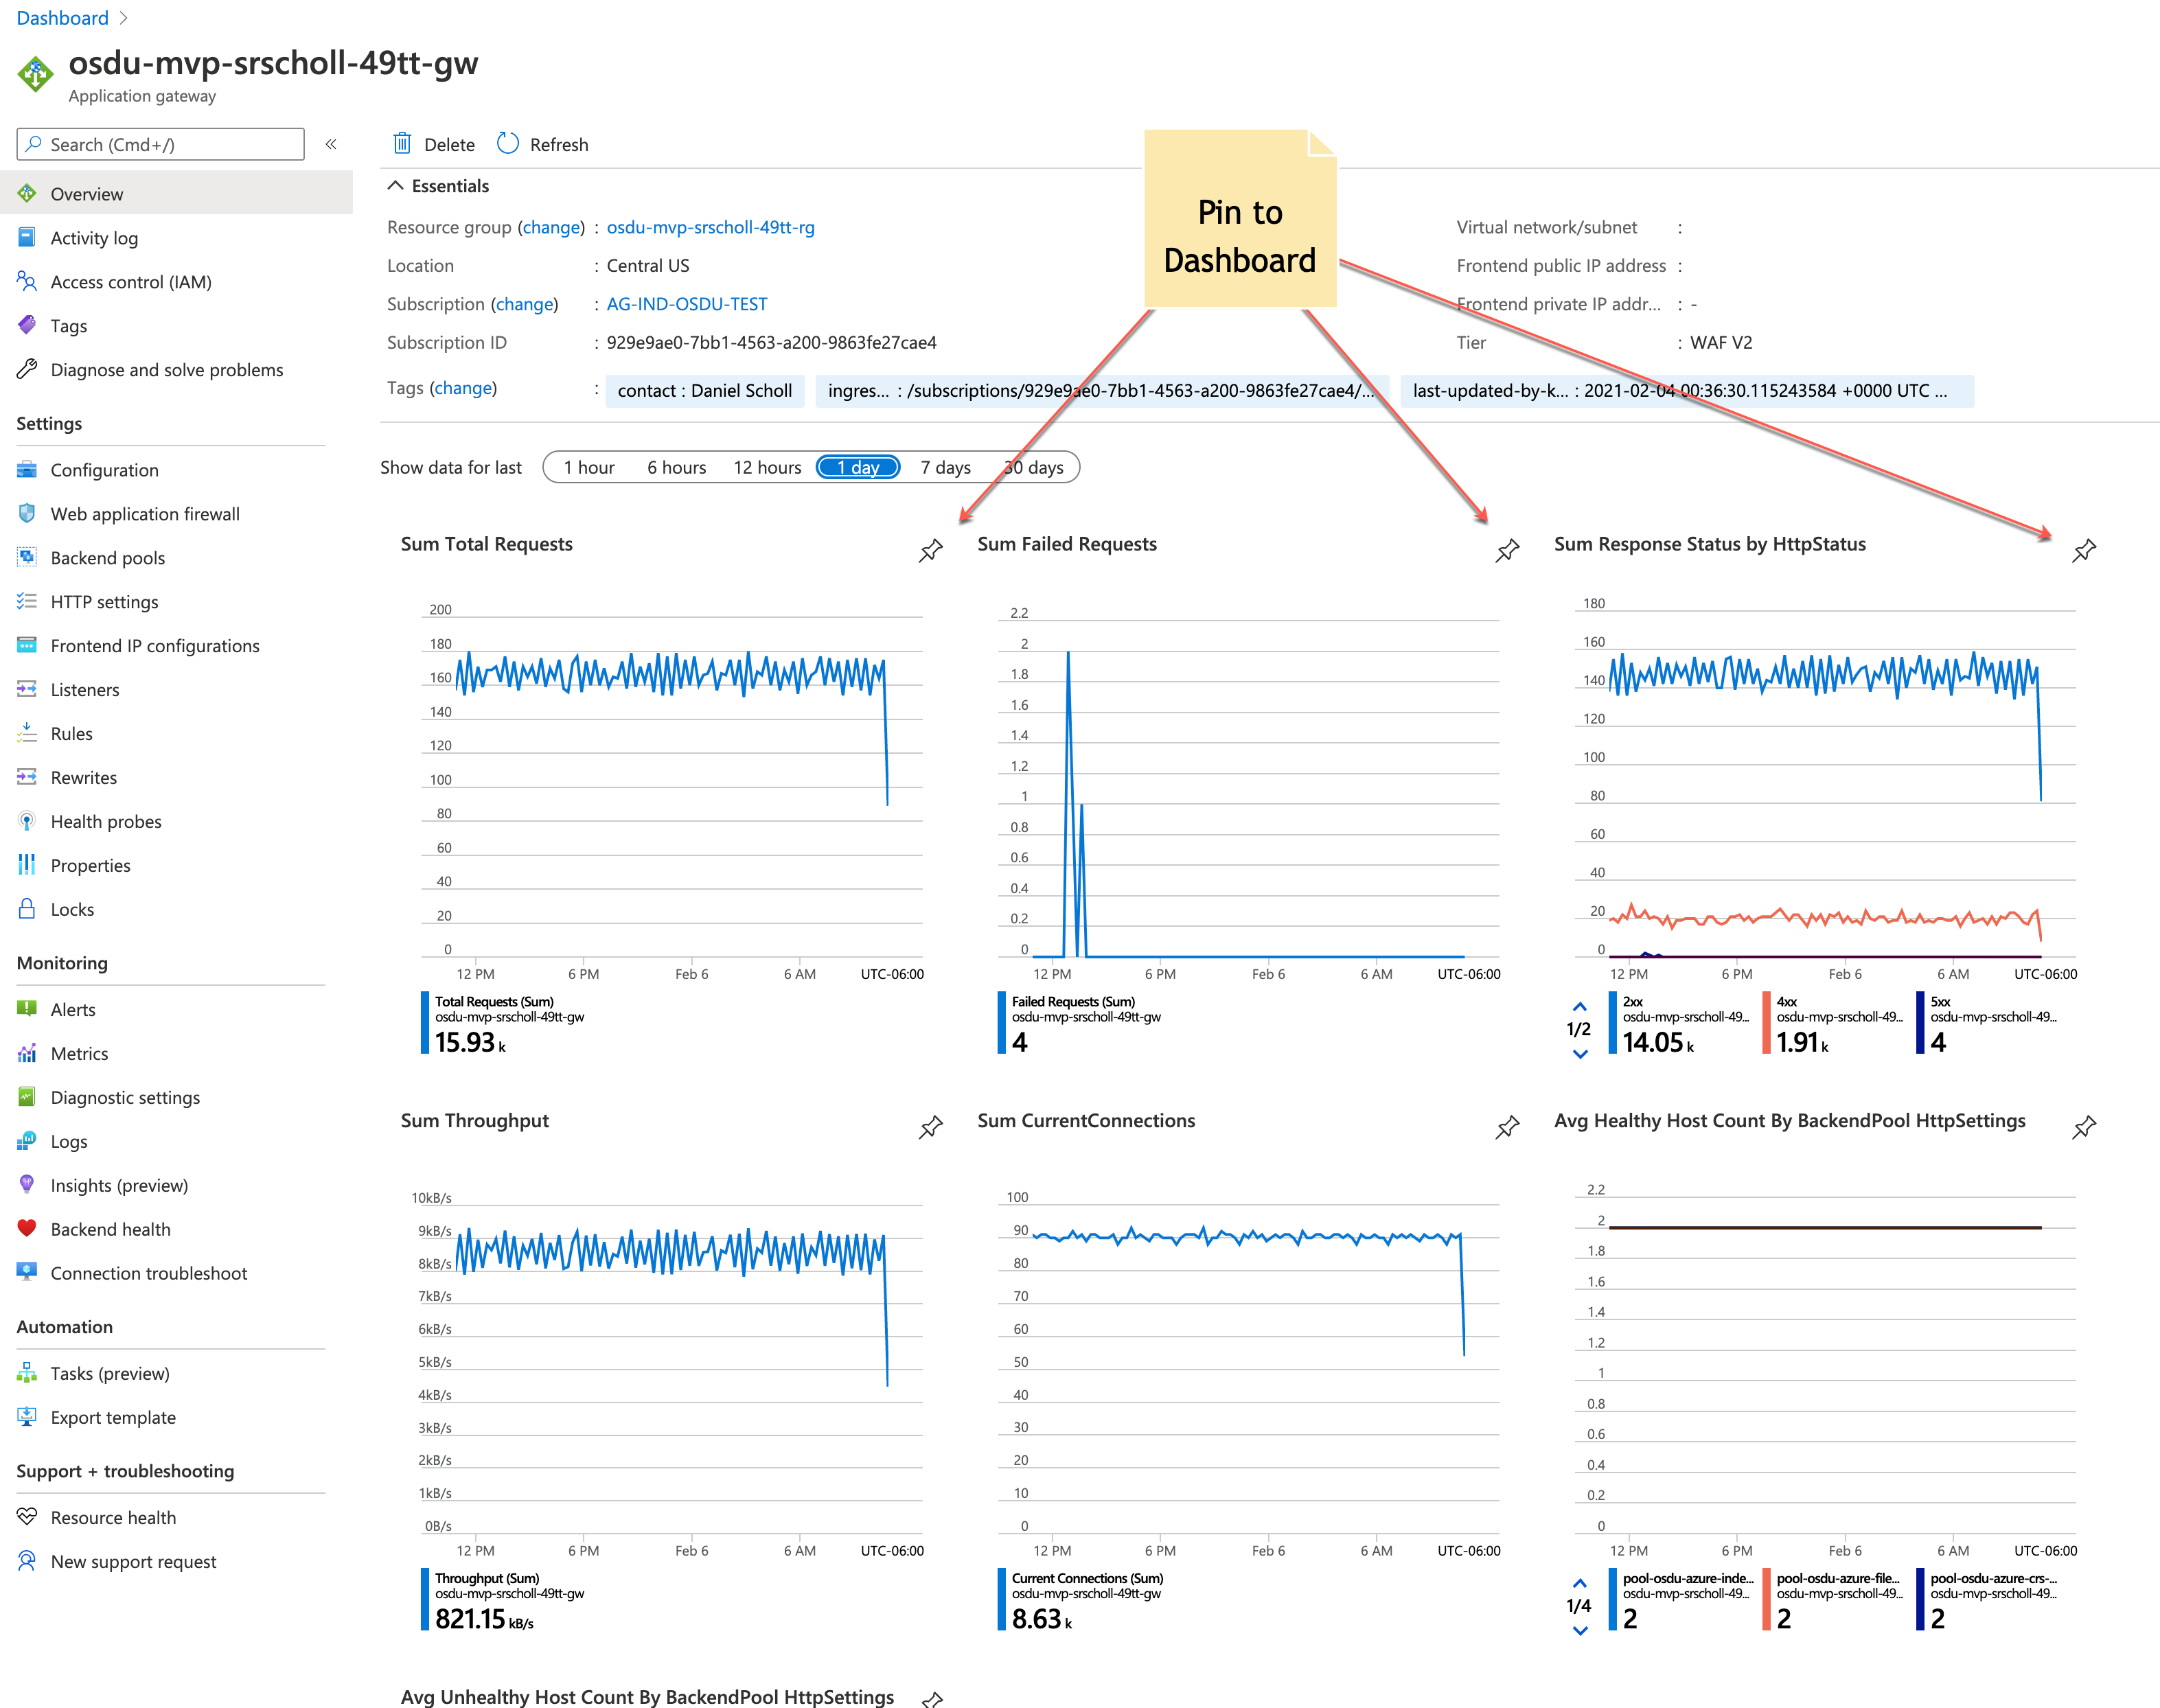 Dashboard
osdu-mvp-srscholl-49tt-gw
Application gateway
Search (Cmd+/)
«
Overview
Activity log
Access control (IAM)
Tags
Diagnose and solve problems
Settings
Configuration
Web application firewall
Backend pools
HTTP settings
Frontend IP configurations
Listeners
Rules
Rewrites
Health probes
Properties
Locks
Monitoring
Alerts
Metrics
Diagnostic settings
Logs
Insights (preview)
Backend health
Connection troubleshoot
Automation
Tasks (preview)
Export template
Support + troubleshooting
Resource health
New support request
Delete Refresh
Essentials
Resource group (change) : osdu-mvp-srscholl-49tt-rg
Location : Central US
Subscription (change) : AG-IND-OSDU-TEST
Subscription ID : 929e9ae0-7bb1-4563-a200-9863fe27cae4
Virtual network/subnet :
Frontend public IP address :
Frontend private IP addr... : -
Tier : WAF V2
Tags (change) : contact : Daniel Scholl ingres... : /subscriptions/929e9ae0-7bb1-4563-a200-9863fe27cae4/... last-updated-by-k... : 2021-02-04 00:36:30.115243584 +0000 UTC ...
Pin to
Dashboard
Show data for last 1 hour 6 hours 12 hours 1 day 7 days 30 days
Sum Total Requests
200
180
160
140
120
100
80
60
40
20
0
12 PM 6 PM Feb 6 6 AM UTC-06:00
Total Requests (Sum)
osdu-mvp-srscholl-49tt-gw
15.93 k
Sum Failed Requests
2.2
2
1.8
1.6
1.4
1.2
1
0.8
0.6
0.4
0.2
0
12 PM 6 PM Feb 6 6 AM UTC-06:00
Failed Requests (Sum)
osdu-mvp-srscholl-49tt-gw
4
Sum Response Status by HttpStatus
180
160
140
120
100
80
60
40
20
0
12 PM 6 PM Feb 6 6 AM UTC-06:00
1/2
2xx
osdu-mvp-srscholl-49...
14.05 k
4xx
osdu-mvp-srscholl-49...
1.91 k
5xx
osdu-mvp-srscholl-49...
4
Sum Throughput
10kB/s
9kB/s
8kB/s
7kB/s
6kB/s
5kB/s
4kB/s
3kB/s
2kB/s
1kB/s
0B/s
12 PM 6 PM Feb 6 6 AM UTC-06:00
Throughput (Sum)
osdu-mvp-srscholl-49tt-gw
821.15 kB/s
Sum CurrentConnections
100
90
80
70
60
50
40
30
20
10
0
12 PM 6 PM Feb 6 6 AM UTC-06:00
Current Connections (Sum)
osdu-mvp-srscholl-49tt-gw
8.63 k
Avg Healthy Host Count By BackendPool HttpSettings
2.2
2
1.8
1.6
1.4
1.2
1
0.8
0.6
0.4
0.2
0
12 PM 6 PM Feb 6 6 AM UTC-06:00
1/4
pool-osdu-azure-inde...
osdu-mvp-srscholl-49...
2
pool-osdu-azure-file...
osdu-mvp-srscholl-49...
2
pool-osdu-azure-crs-...
osdu-mvp-srscholl-49...
2
Avg Unhealthy Host Count By BackendPool HttpSettings